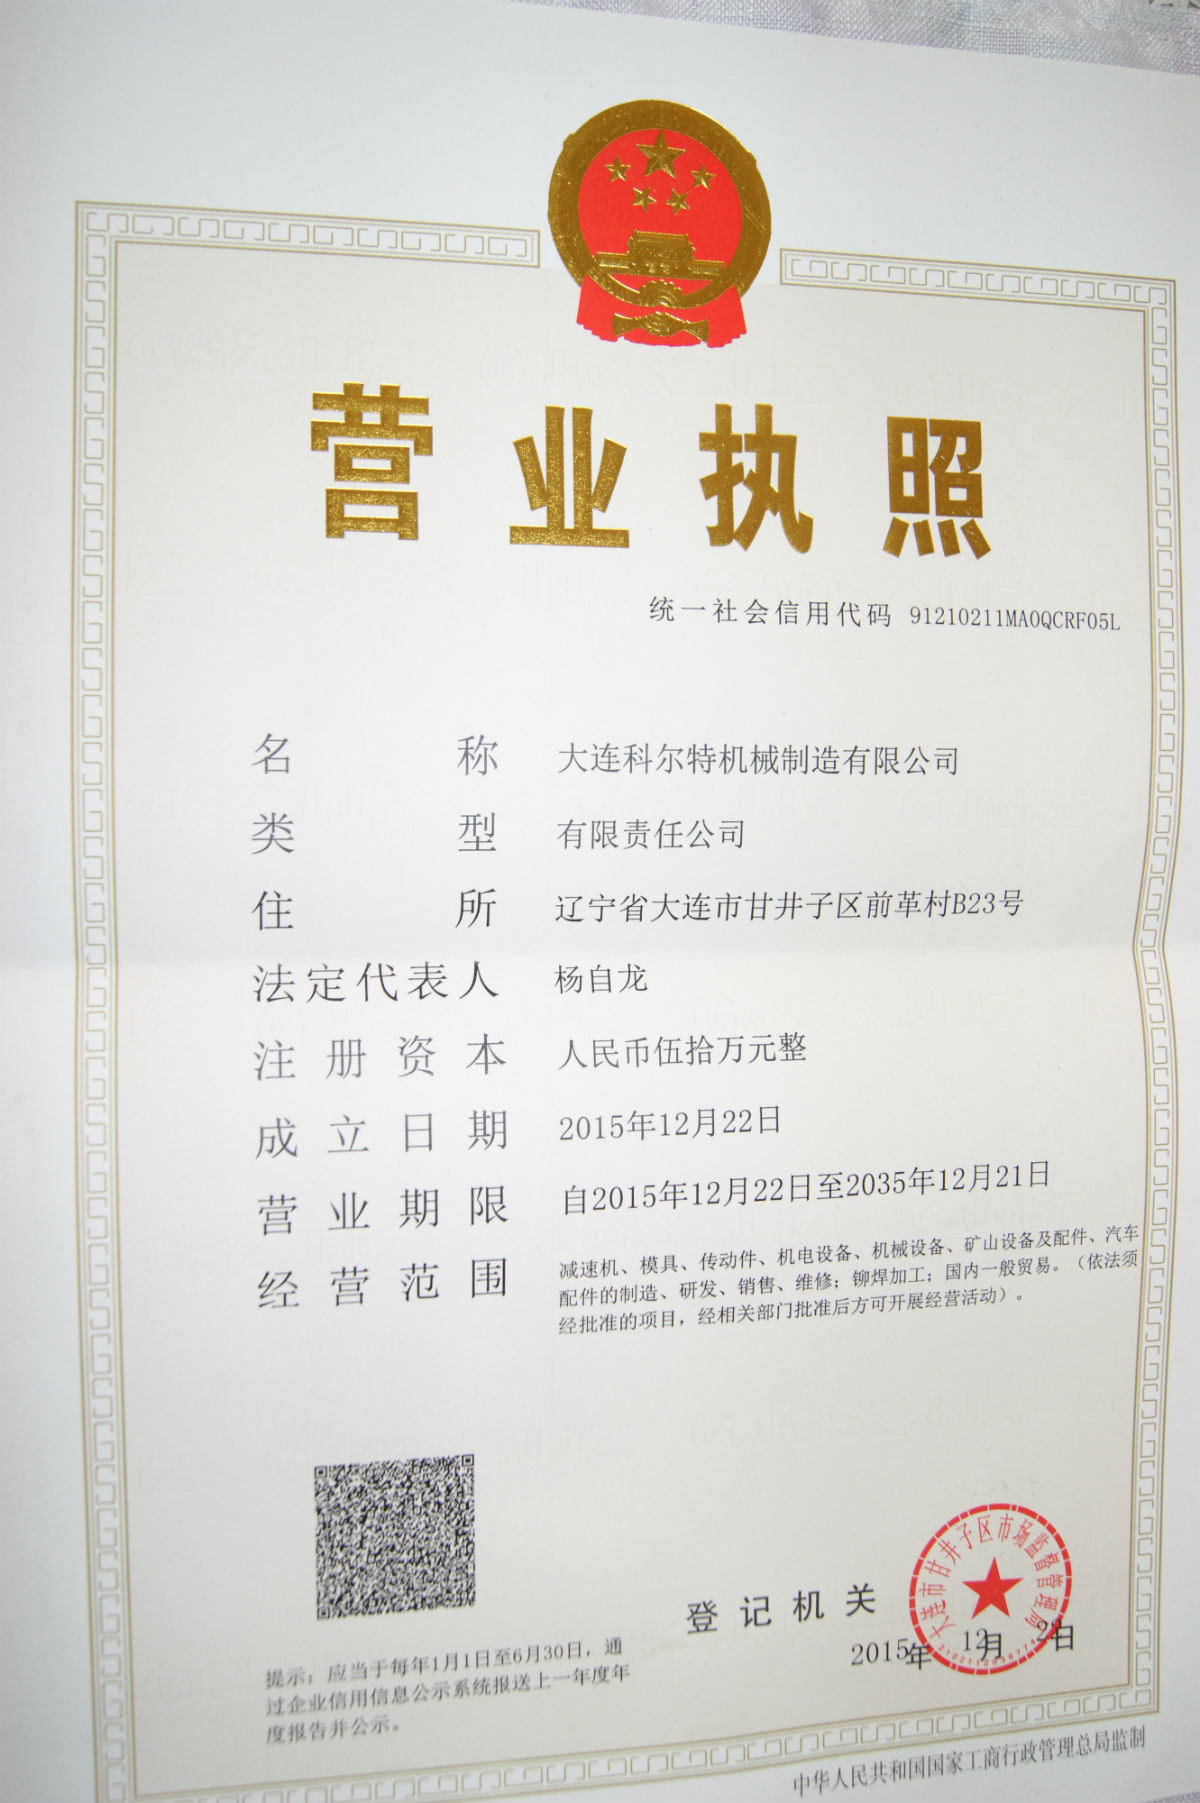 营业执照
统一社会信用代码 91210211MA0QCRF05L
名称 大连科尔特机械制造有限公司
类型 有限责任公司
住所 辽宁省大连市甘井子区前革村B23号
法定代表人 杨自龙
注册资本 人民币伍拾万元整
成立日期 2015年12月22日
营业期限 自2015年12月22日至2035年12月21日
经营范围 减速机、模具、传动件、机电设备、机械设备、矿山设备及配件、汽车
配件的制造、研发、销售、维修；铆焊加工；国内一般贸易。（依法须
经批准的项目，经相关部门批准后方可开展经营活动）。
大连市甘井子区市场监督管理局
登记机关
2015年 12月 22日
提示：应当于每年1月1日至6月30日，通
过企业信用信息公示系统报送上一年度年
度报告并公示。
中华人民共和国国家工商行政管理总局监制